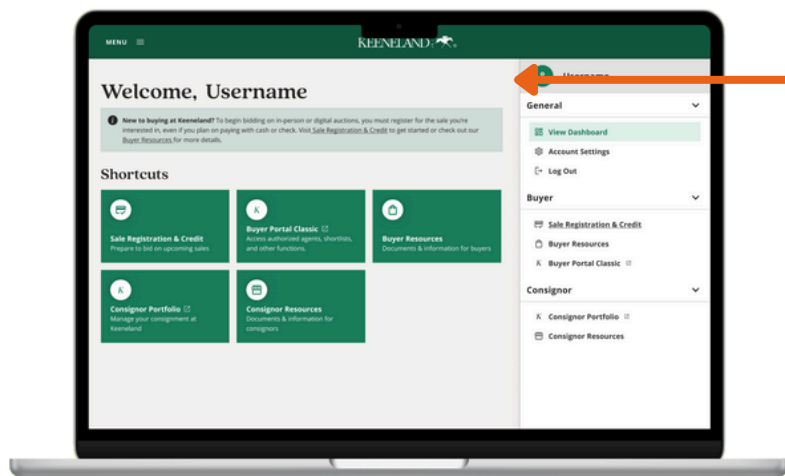 MENU
KEENELAND
Welcome, Username
New to buying at Keeneland? To begin bidding on in-person or digital auctions, you must register for the sale you're
interested in, even if you plan on paying with cash or check. Visit Sale Registration & Credit to get started or check out our
Buyer Resources for more details.
Shortcuts
Sale Registration & Credit
Prepare to bid on upcoming sales
K
Buyer Portal Classic
Access authorized agents, shortlists,
and other functions.
Buyer Resources
Documents & information for buyers
K
Consignor Portfolio
Manage your consignment at
Keeneland
Consignor Resources
Documents & information for
consignors
Username
General
View Dashboard
Account Settings
Log Out
Buyer
Sale Registration & Credit
Buyer Resources
K Buyer Portal Classic
Consignor
K Consignor Portfolio
Consignor Resources